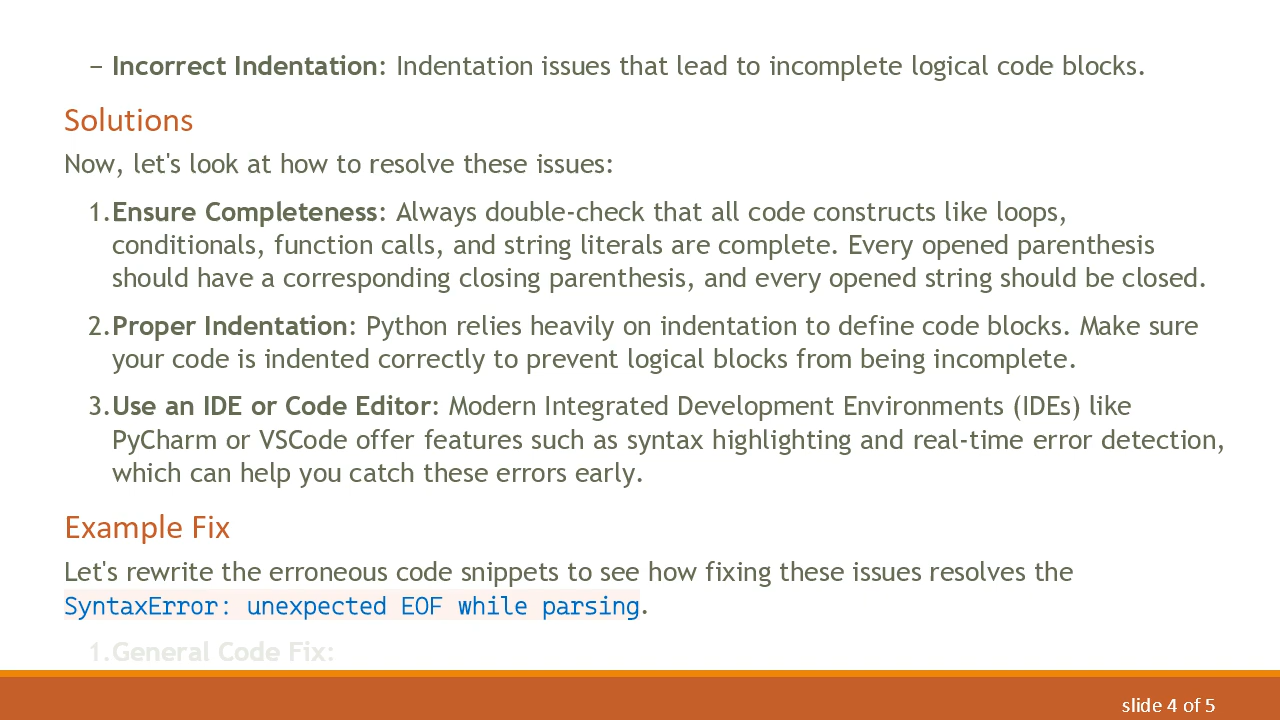 – Incorrect Indentation: Indentation issues that lead to incomplete logical code blocks.
Solutions
Now, let's look at how to resolve these issues:
1.Ensure Completeness: Always double-check that all code constructs like loops,
conditionals, function calls, and string literals are complete. Every opened parenthesis
should have a corresponding closing parenthesis, and every opened string should be closed.
2.Proper Indentation: Python relies heavily on indentation to define code blocks. Make sure
your code is indented correctly to prevent logical blocks from being incomplete.
3.Use an IDE or Code Editor: Modern Integrated Development Environments (IDEs) like
PyCharm or VSCode offer features such as syntax highlighting and real-time error detection,
which can help you catch these errors early.
Example Fix
Let's rewrite the erroneous code snippets to see how fixing these issues resolves the
SyntaxError: unexpected EOF while parsing.
1.General Code Fix:
slide 4 of 5